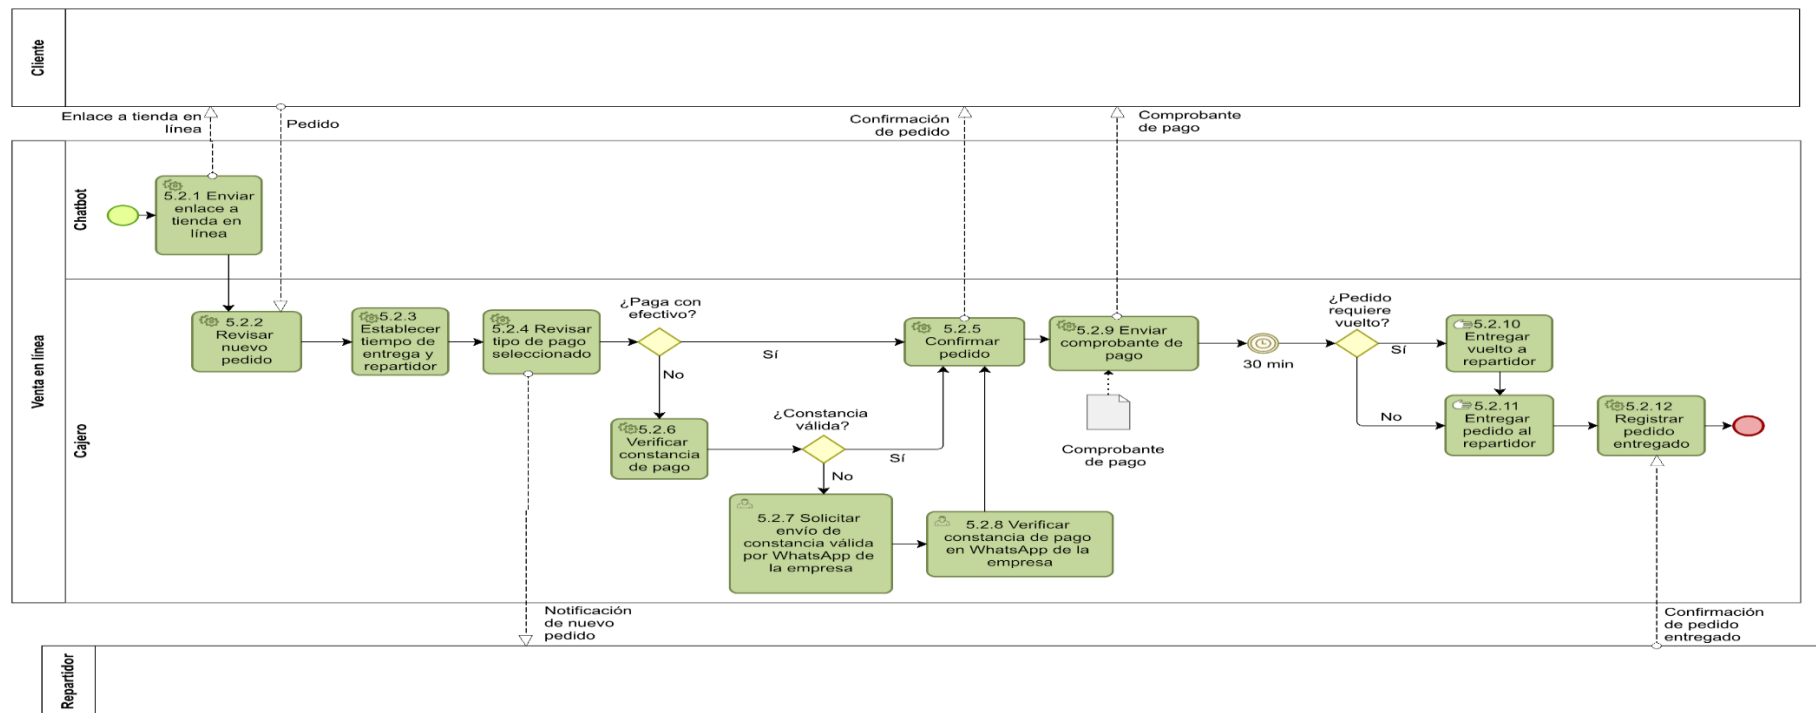 Cliente
Enlace a tienda en
línea
Pedido
Confirmación
de pedido
Comprobante
de pago
Venta en línea
Chatbot
5.2.1 Enviar
enlace a
tienda en
línea
Cajero
5.2.2
Revisar
nuevo
pedido
5.2.3
Establecer
tiempo de
entrega y
repartidor
5.2.4 Revisar
tipo de pago
seleccionado
¿Paga con
efectivo?
Sí
No
5.2.6
Verificar
constancia
de pago
¿Constancia
válida?
Sí
No
5.2.7 Solicitar
envío de
constancia válida
por WhatsApp de
la empresa
5.2.8 Verificar
constancia de pago
en WhatsApp de la
empresa
5.2.5
Confirmar
pedido
5.2.9 Enviar
comprobante de
pago
Comprobante
de pago
30 min
¿Pedido
requiere
vuelto?
Sí
No
5.2.10
Entregar
vuelto a
repartidor
5.2.11
Entregar
pedido al
repartidor
5.2.12
Registrar
pedido
entregado
Notificación
de nuevo
pedido
Confirmación
de pedido
entregado
Repartidor